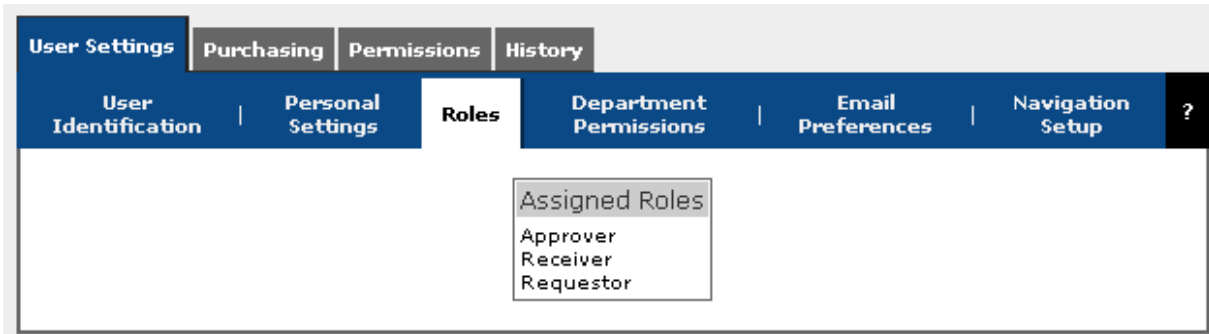 User Settings Purchasing Permissions History
User Identification | Personal Settings Roles Department Permissions | Email Preferences | Navigation Setup ?
Assigned Roles
Approver
Receiver
Requestor